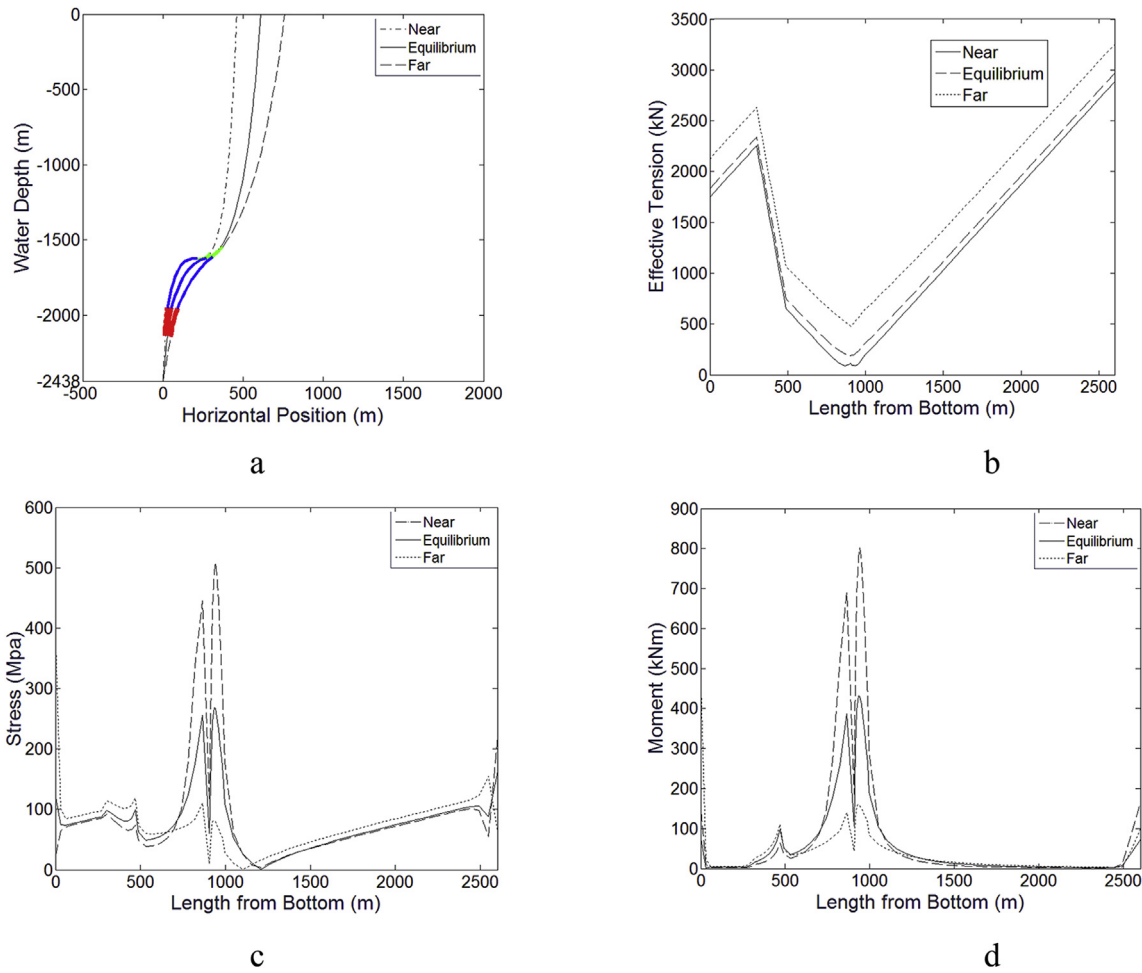 0
-500
-1000
-1500
-2000
-2438
-500
0
500
1000
1500
2000
Water Depth (m)
Horizontal Position (m)
Near
Equilibrium
Far
a
3500
3000
2500
2000
1500
1000
500
0
0
500
1000
1500
2000
2500
Effective Tension (kN)
Length from Bottom (m)
Near
Equilibrium
Far
b
600
500
400
300
200
100
0
0
500
1000
1500
2000
2500
Stress (Mpa)
Length from Bottom (m)
Near
Equilibrium
Far
c
900
800
700
600
500
400
300
200
100
0
0
500
1000
1500
2000
2500
Moment (kNm)
Length from Bottom (m)
Near
Equilibrium
Far
d